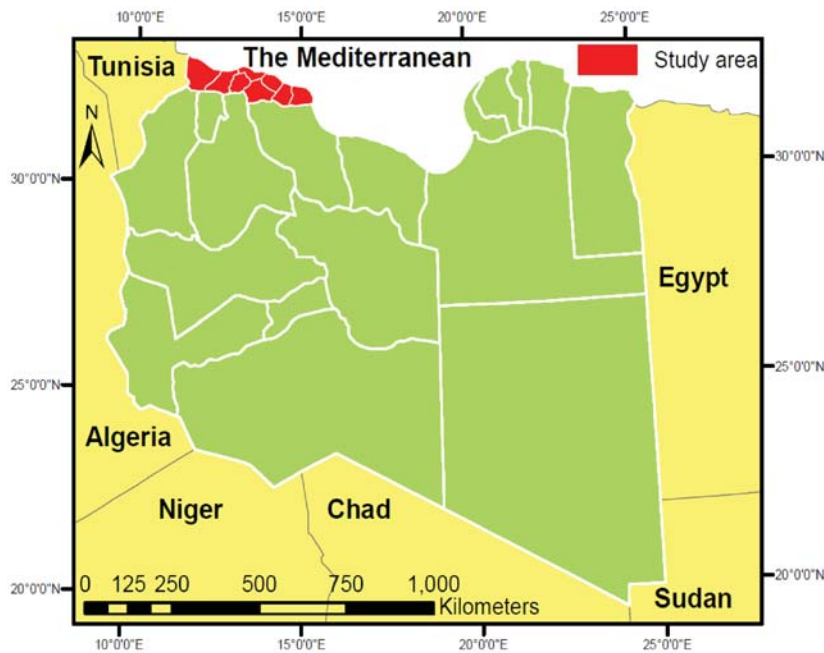 10°0'0"E 15°0'0"E 20°0'0"E 25°0'0"E
The Mediterranean
Study area
Tunisia
N
30°0'0"N
30°0'0"N
Egypt
25°0'0"N
25°0'0"N
Algeria
Niger
Chad
20°0'0"N
20°0'0"N
Sudan
0 125 250 500 750 1,000
Kilometers
10°0'0"E 15°0'0"E 20°0'0"E 25°0'0"E